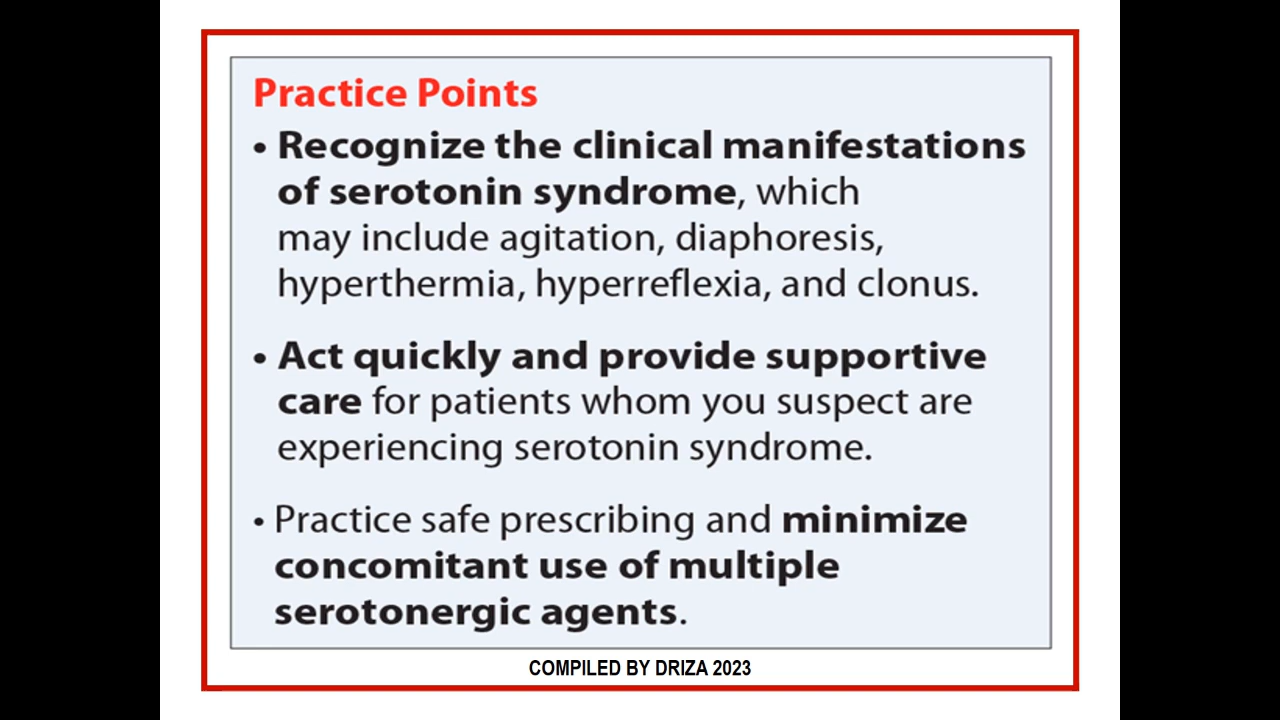 Practice Points
• Recognize the clinical manifestations
of serotonin syndrome, which
may include agitation, diaphoresis,
hyperthermia, hyperreflexia, and clonus.
• Act quickly and provide supportive
care for patients whom you suspect are
experiencing serotonin syndrome.
• Practice safe prescribing and minimize
concomitant use of multiple
serotonergic agents.
COMPILED BY DRIZA 2023